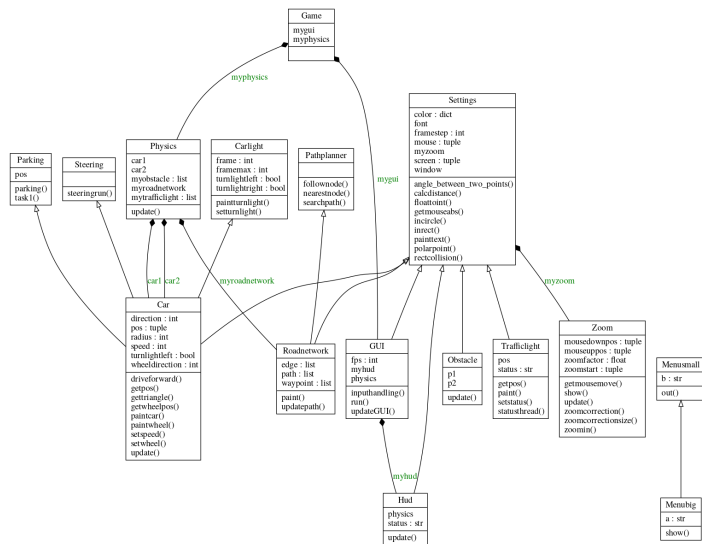 Game
mygui
myphysics
myphysics
Settings
color : dict
font
framestep : int
mouse : tuple
myzoom
screen : tuple
window
angle_between_two_points()
calcdistance()
floattoint()
getmouseabs()
incircle()
inrect()
painttext()
polarpoint()
rectcollision()
Parking
pos
parking()
task1()
Steering
steeringrun()
Physics
car1
car2
myobstacle : list
myroadnetwork
mytrafficlight : list
update()
Carlight
frame : int
framemax : int
turnlightleft : bool
turnlightright : bool
paintturnlight()
setturnlight()
Pathplanner
follownode()
nearestnode()
searchpath()
mygui
car1
car2
myroadnetwork
myzoom
Car
direction : int
pos : tuple
radius : int
speed : int
turnlightleft : bool
wheeldirection : int
driveforward()
getpos()
gettriangle()
getwheelpos()
paintcar()
paintwheel()
setspeed()
setwheel()
update()
Roadnetwork
edge : list
path : list
waypoint : list
paint()
updatepath()
GUI
fps : int
myhud
physics
inputhandling()
run()
updateGUI()
Obstacle
p1
p2
update()
Trafficlight
pos
status : str
getpos()
paint()
setstatus()
statusthread()
Zoom
mousedownpos : tuple
mouseuppos : tuple
zoomfactor : float
zoomstart : tuple
getmousemove()
show()
update()
zoomcorrection()
zoomcorrectionsize()
zoomin()
Menusmall
b : str
out()
myhud
Hud
physics
status : str
update()
Menubig
a : str
show()